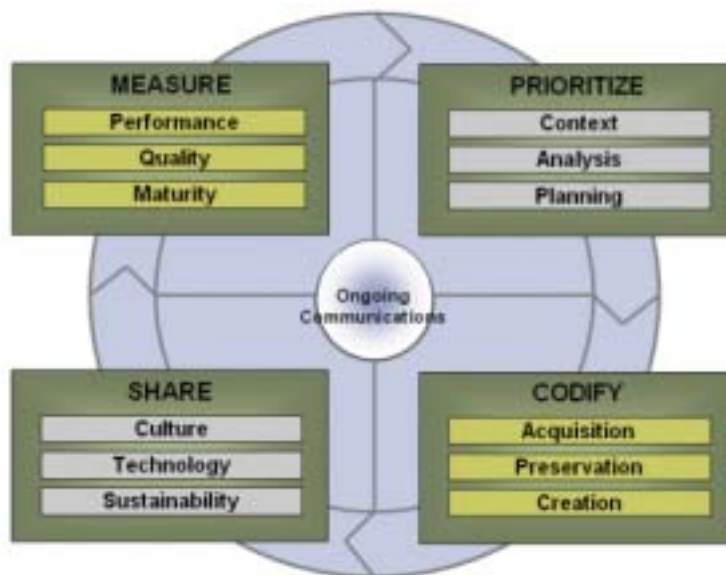 MEASURE
Performance
Quality
Maturity
PRIORITIZE
Context
Analysis
Planning
Ongoing
Communications
SHARE
Culture
Technology
Sustainability
CODIFY
Acquisition
Preservation
Creation